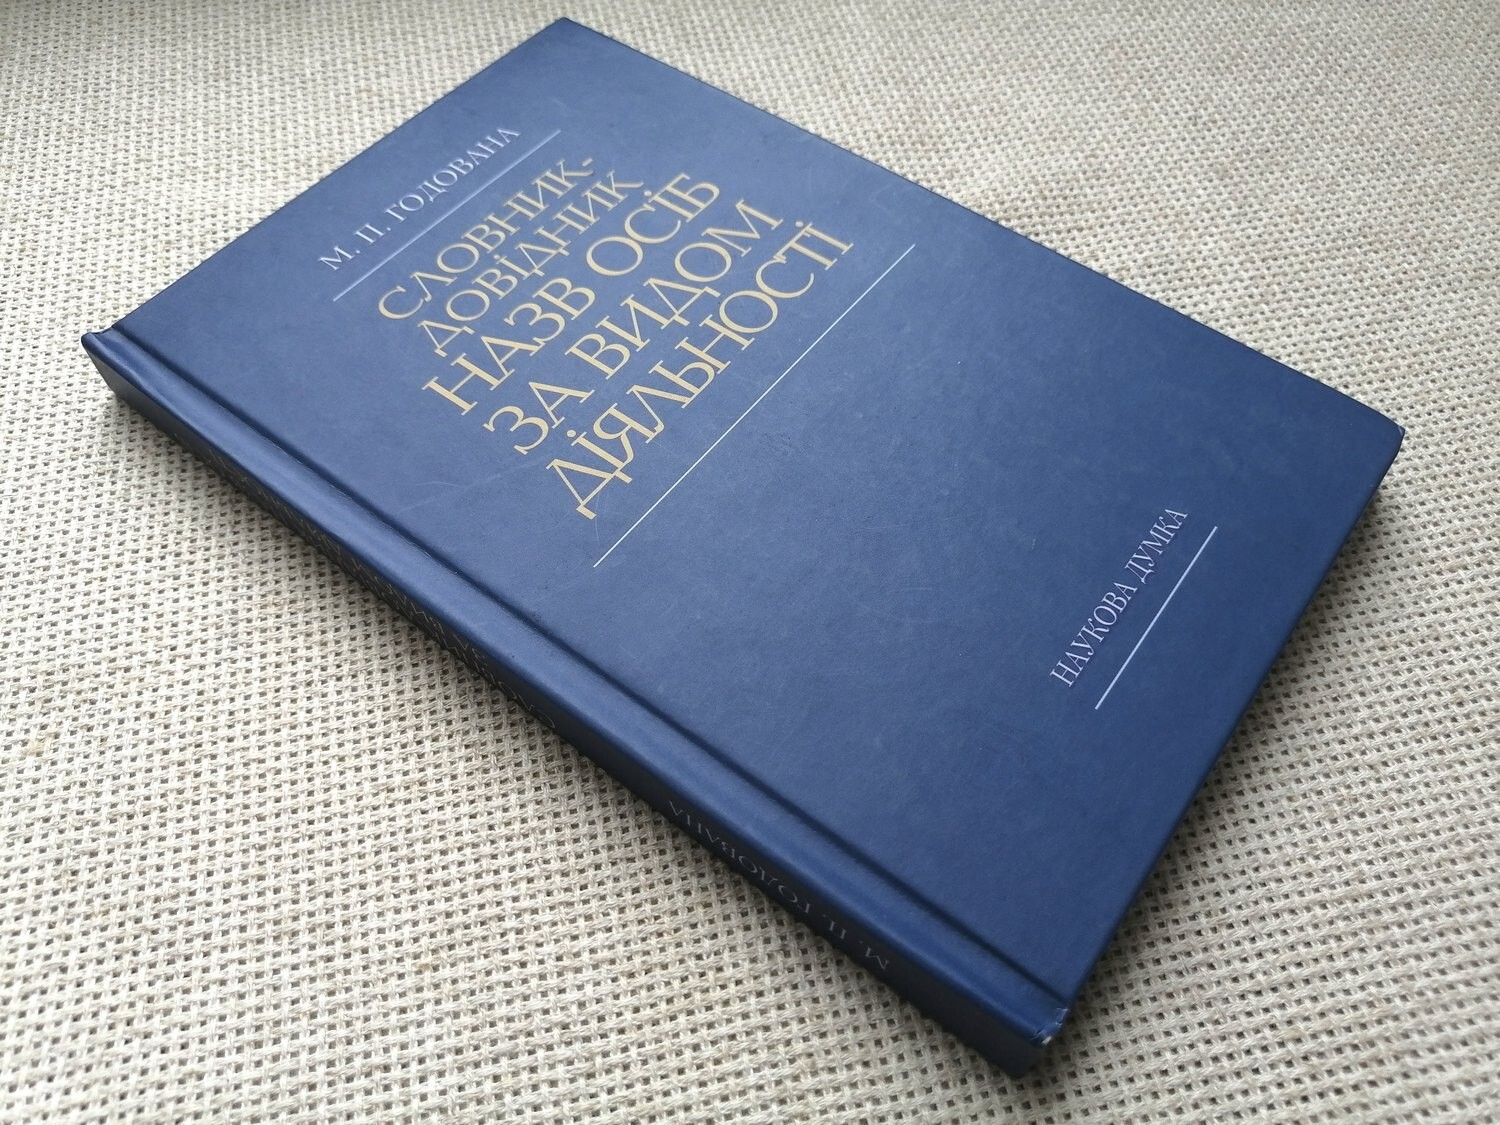 М. П. ГОДОВАНА
СЛОВНИК-
ДОВІДНИК
НАЗВ ОСІБ
ЗА ВИДОМ
ДІЯЛЬНОСТІ
НАУКОВА ДУМКА
М. П. ГОДОВАНА